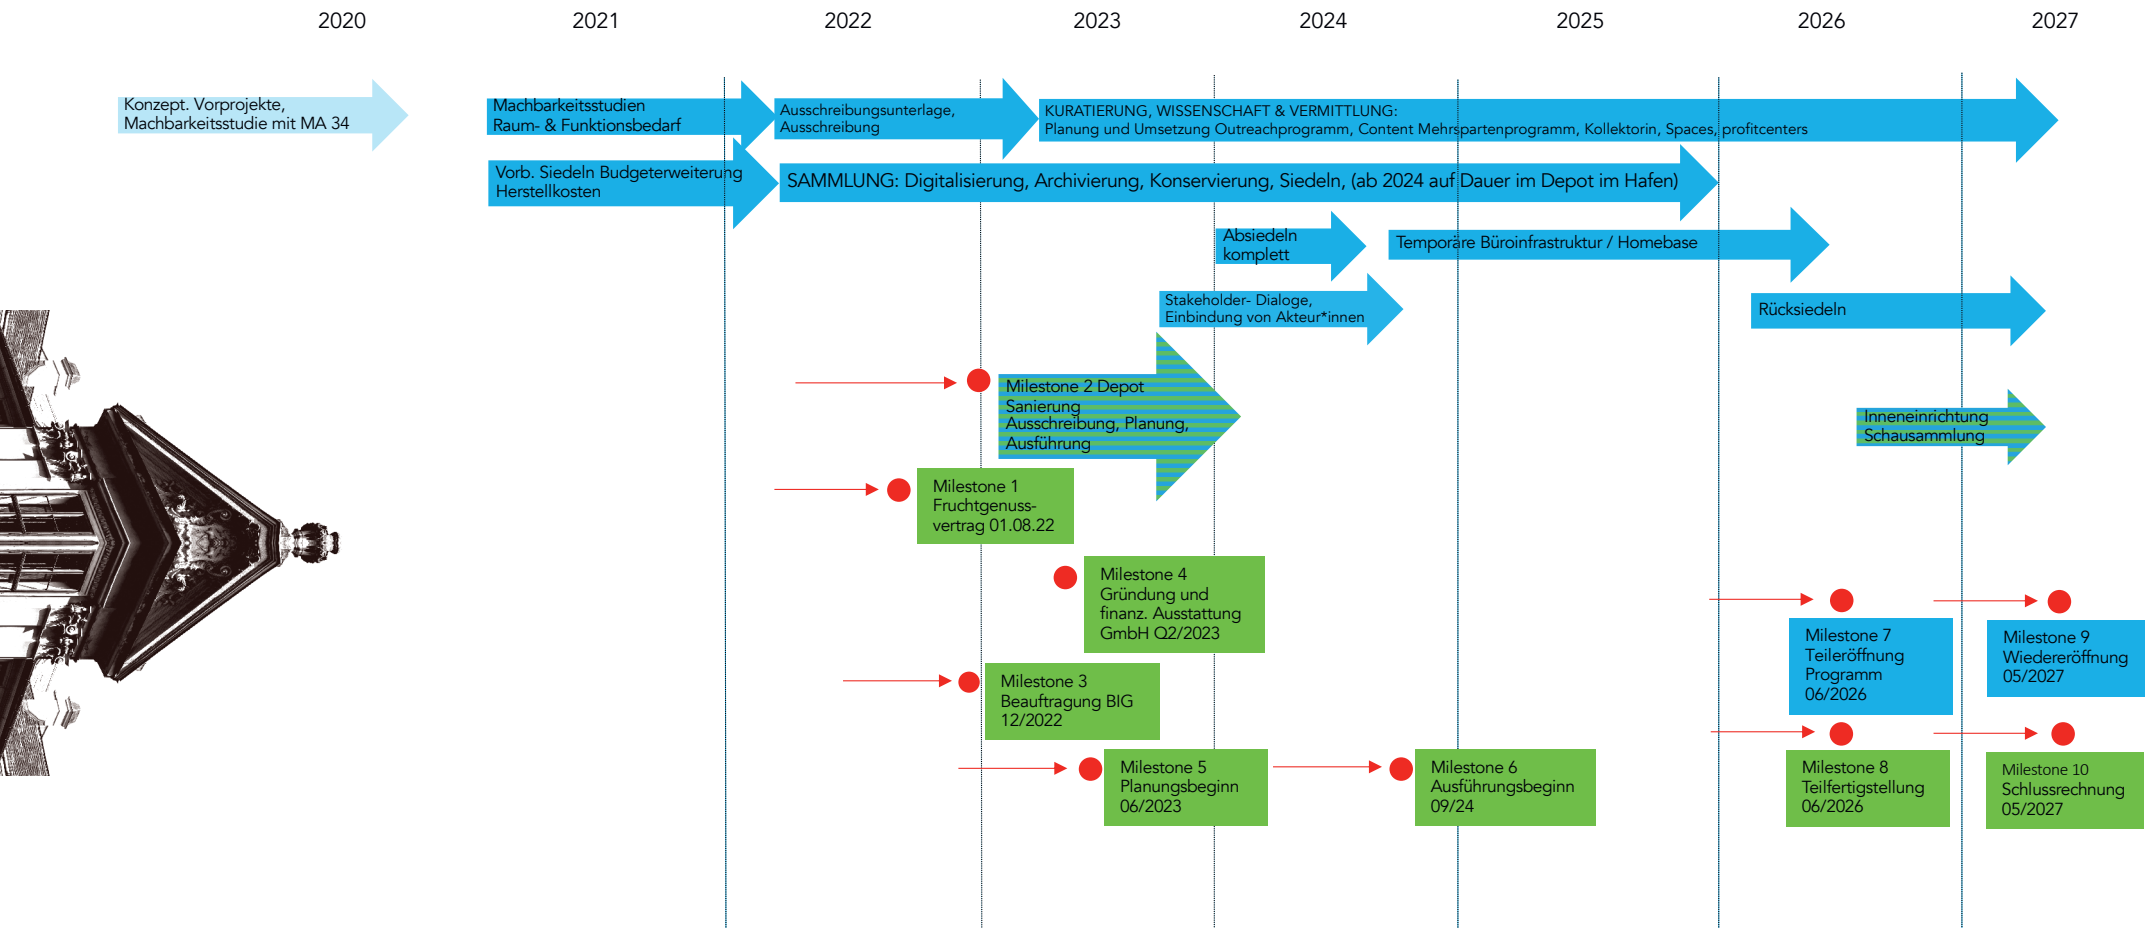 2020 2021 2022 2023 2024 2025 2026 2027
Konzept. Vorprojekte,
Machbarkeitsstudie mit MA 34
Machbarkeitsstudien
Raum- & Funktionsbedarf
Ausschreibungsunterlage,
Ausschreibung
KURATIERUNG, WISSENSCHAFT & VERMITTLUNG:
Planung und Umsetzung Outreachprogramm, Content Mehrspartenprogramm, Kollektorin, Spaces, profitcenters
Vorb. Siedeln Budgeterweiterung
Herstellkosten
SAMMLUNG: Digitalisierung, Archivierung, Konservierung, Siedeln, (ab 2024 auf Dauer im Depot im Hafen)
Absiedeln
komplett
Temporäre Büroinfrastruktur / Homebase
Stakeholder- Dialoge,
Einbindung von Akteur*innen
Rücksiedeln
Milestone 2 Depot
Sanierung
Ausschreibung, Planung,
Ausführung
Inneneinrichtung
Schausammlung
Milestone 1
Fruchtgenuss-
vertrag 01.08.22
Milestone 4
Gründung und
finanz. Ausstattung
GmbH Q2/2023
Milestone 3
Beauftragung BIG
12/2022
Milestone 7
Teileröffnung
Programm
06/2026
Milestone 9
Wiedereröffnung
05/2027
Milestone 5
Planungsbeginn
06/2023
Milestone 6
Ausführungsbeginn
09/24
Milestone 8
Teilfertigstellung
06/2026
Milestone 10
Schlussrechnung
05/2027